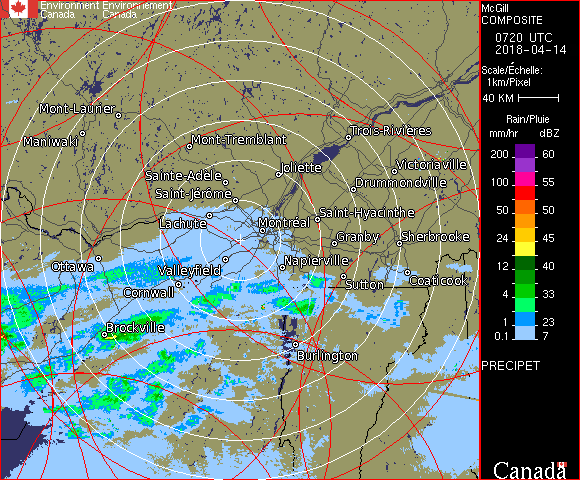 Environment Environnement
Canada Canada
McGill
COMPOSITE
0720 UTC
2018-04-14
Scale/Échelle:
1km/Pixel
40 KM
Rain/Pluie
mm/hr dBZ
200 60
100 55
50 50
24 45
12 40
4 33
1 23
0.1 7
PRECIPET
Canada
Mont-Laurier
Maniwaki
Mont-Tremblant
Trois-Rivières
Joliette
Victoriaville
Sainte-Adèle
Drummondville
Saint-Jérôme
Saint-Hyacinthe
Lachute
Montréal
Granby
Sherbrooke
Ottawa
Valleyfield
Napierville
Sutton
Coaticook
Cornwall
Brockville
Burlington